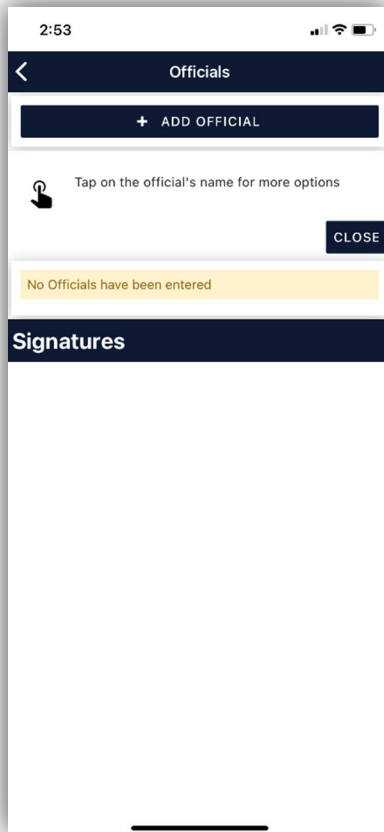 2:53
Officials
+ ADD OFFICIAL
Tap on the official's name for more options
CLOSE
No Officials have been entered
Signatures